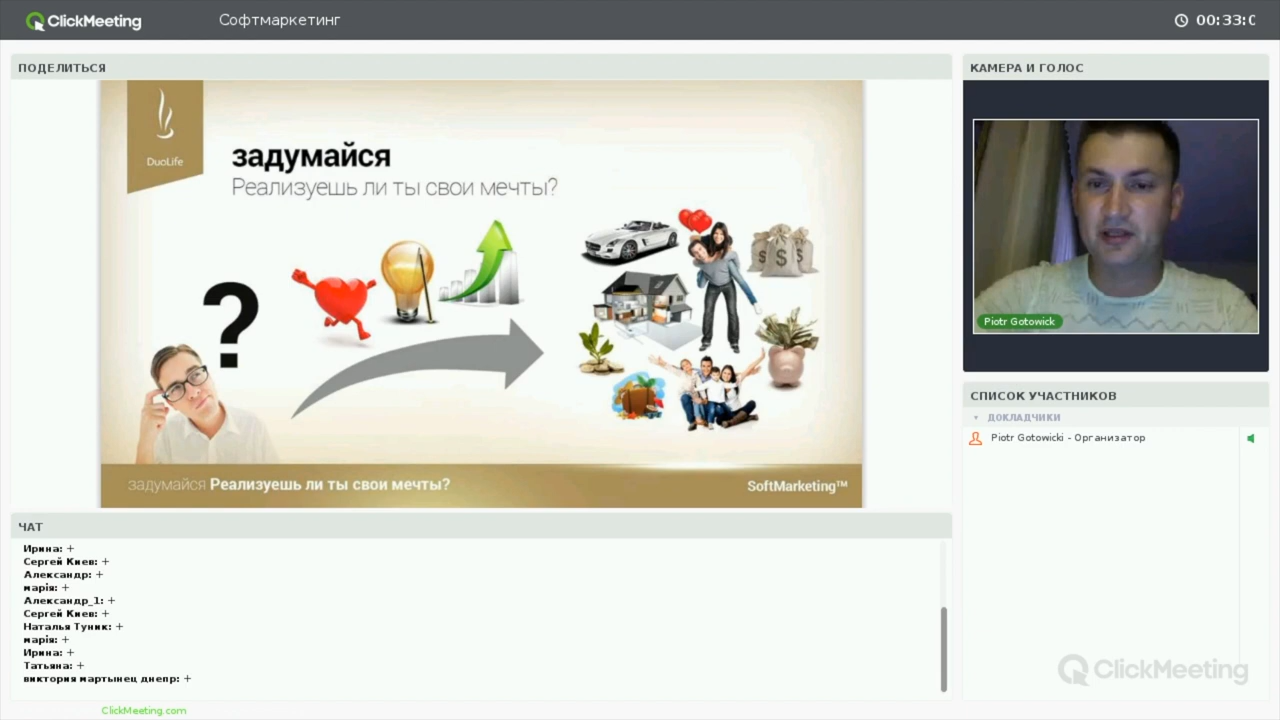 ClickMeeting
Софтмаркетинг
00:33:0
ПОДЕЛИТЬСЯ
DuoLife
задумайся
Реализуешь ли ты свои мечты?
?
$ $ $
задумайся Реализуешь ли ты свои мечты?
SoftMarketing™
ЧАТ
Ирина: +
Сергей Киев: +
Александр: +
марія: +
Александр_1: +
Сергей Киев: +
Наталья Туник: +
марія: +
Ирина: +
Татьяна: +
виктория мартынец днепр: +
ClickMeeting.com
КАМЕРА И ГОЛОС
Piotr Gotowick
СПИСОК УЧАСТНИКОВ
ДОКЛАДЧИКИ
Piotr Gotowicki - Организатор
ClickMeeting